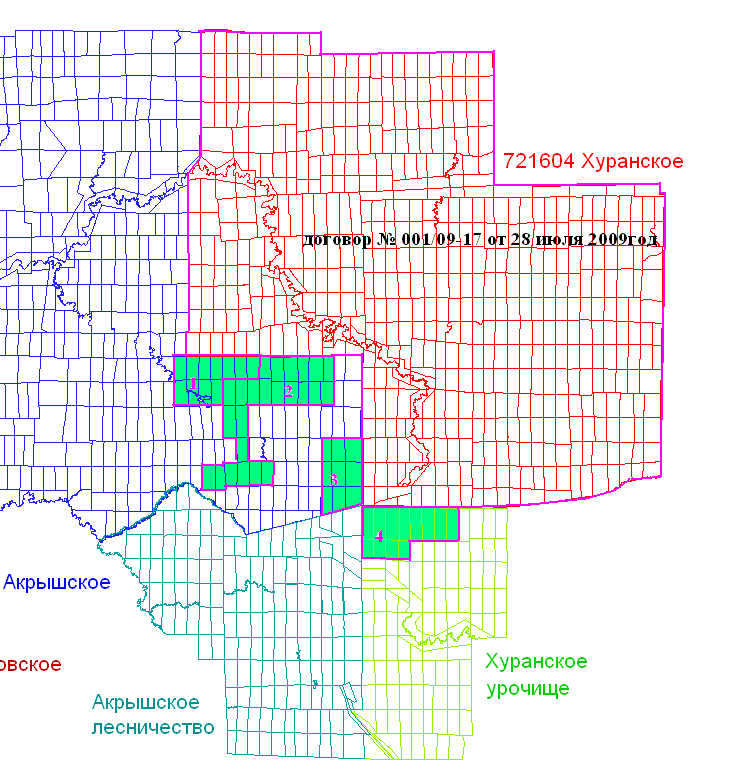 721604 Хуранское
договор № 001/09-17 от 28 июля 2009год
1
2
3
4
Акрышское
овское
Хуранское
урочище
Акрышское
лесничество